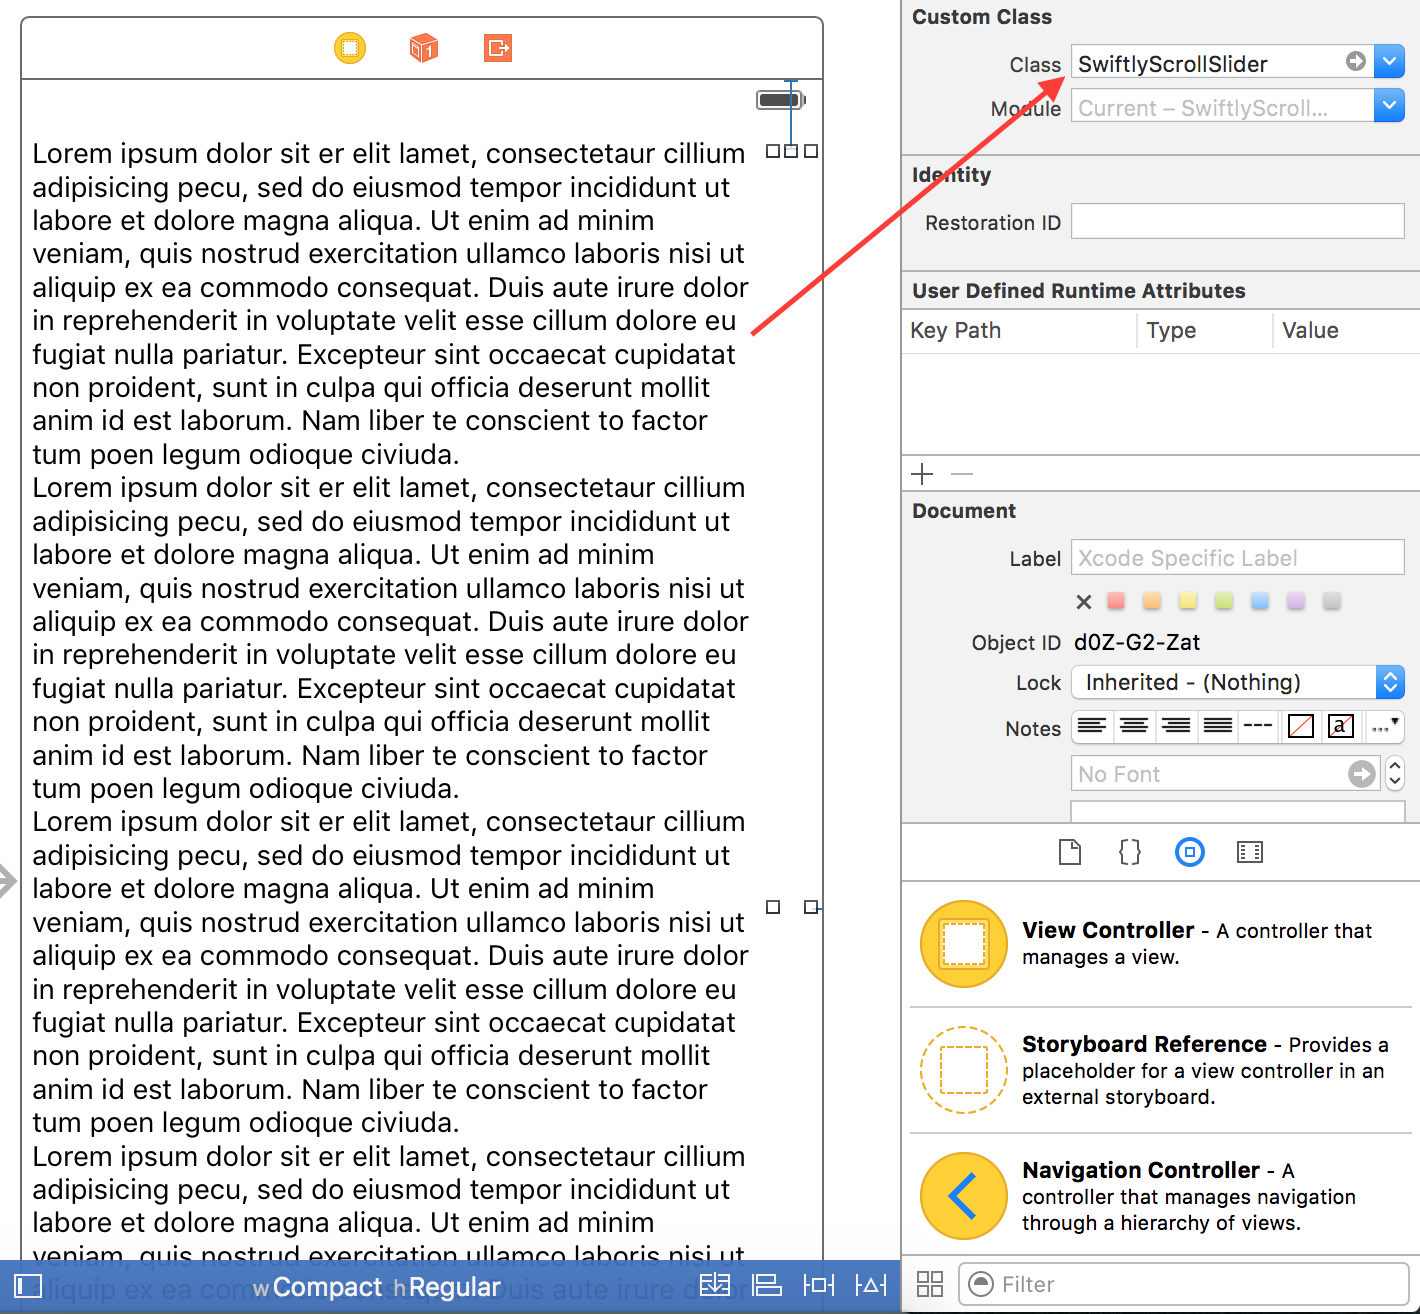 Lorem ipsum dolor sit er elit lamet, consectetaur cillium
adipisicing pecu, sed do eiusmod tempor incididunt ut
labore et dolore magna aliqua. Ut enim ad minim
veniam, quis nostrud exercitation ullamco laboris nisi ut
aliquip ex ea commodo consequat. Duis aute irure dolor
in reprehenderit in voluptate velit esse cillum dolore eu
fugiat nulla pariatur. Excepteur sint occaecat cupidatat
non proident, sunt in culpa qui officia deserunt mollit
anim id est laborum. Nam liber te conscient to factor
tum poen legum odioque civiuda.
Lorem ipsum dolor sit er elit lamet, consectetaur cillium
adipisicing pecu, sed do eiusmod tempor incididunt ut
labore et dolore magna aliqua. Ut enim ad minim
veniam, quis nostrud exercitation ullamco laboris nisi ut
aliquip ex ea commodo consequat. Duis aute irure dolor
in reprehenderit in voluptate velit esse cillum dolore eu
fugiat nulla pariatur. Excepteur sint occaecat cupidatat
non proident, sunt in culpa qui officia deserunt mollit
anim id est laborum. Nam liber te conscient to factor
tum poen legum odioque civiuda.
Lorem ipsum dolor sit er elit lamet, consectetaur cillium
adipisicing pecu, sed do eiusmod tempor incididunt ut
labore et dolore magna aliqua. Ut enim ad minim
veniam, quis nostrud exercitation ullamco laboris nisi ut
aliquip ex ea commodo consequat. Duis aute irure dolor
in reprehenderit in voluptate velit esse cillum dolore eu
fugiat nulla pariatur. Excepteur sint occaecat cupidatat
non proident, sunt in culpa qui officia deserunt mollit
anim id est laborum. Nam liber te conscient to factor
tum poen legum odioque civiuda.
Lorem ipsum dolor sit er elit lamet, consectetaur cillium
adipisicing pecu, sed do eiusmod tempor incididunt ut
labore et dolore magna aliqua. Ut enim ad minim
veniam, quis nostrud exercitation ullamco laboris nisi ut
wCompact hRegular
Custom Class
Class SwiftlyScrollSlider
Module Current – SwiftlyScroll...
Identity
Restoration ID
User Defined Runtime Attributes
Key Path Type Value
Document
Label Xcode Specific Label
Object ID d0Z-G2-Zat
Lock Inherited - (Nothing)
Notes a
No Font
View Controller - A controller that
manages a view.
Storyboard Reference - Provides a
placeholder for a view controller in an
external storyboard.
Navigation Controller - A
controller that manages navigation
through a hierarchy of views.
Filter